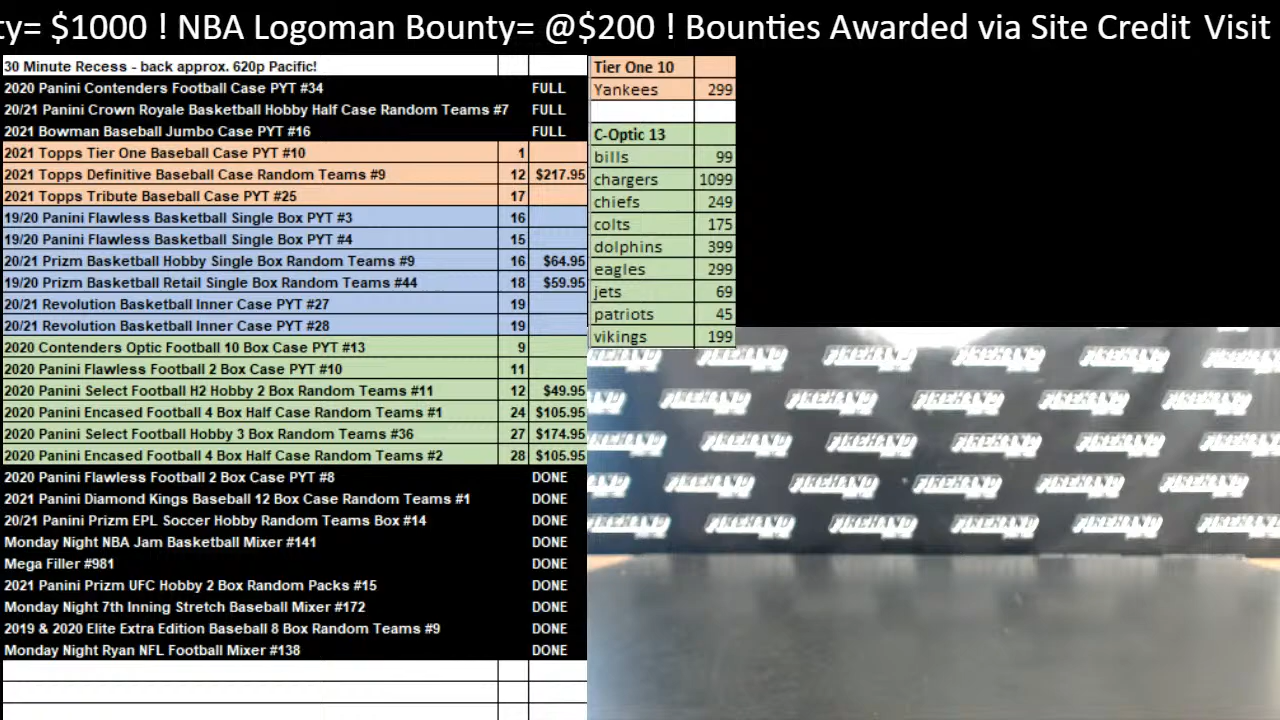 ty= $1000 ! NBA Logoman Bounty= @$200 ! Bounties Awarded via Site Credit Visit
30 Minute Recess - back approx. 620p Pacific!
2020 Panini Contenders Football Case PYT #34 FULL
20/21 Panini Crown Royale Basketball Hobby Half Case Random Teams #7 FULL
2021 Bowman Baseball Jumbo Case PYT #16 FULL
2021 Topps Tier One Baseball Case PYT #10 1
2021 Topps Definitive Baseball Case Random Teams #9 12 $217.95
2021 Topps Tribute Baseball Case PYT #25 17
19/20 Panini Flawless Basketball Single Box PYT #3 16
19/20 Panini Flawless Basketball Single Box PYT #4 15
20/21 Prizm Basketball Hobby Single Box Random Teams #9 16 $64.95
19/20 Prizm Basketball Retail Single Box Random Teams #44 18 $59.95
20/21 Revolution Basketball Inner Case PYT #27 19
20/21 Revolution Basketball Inner Case PYT #28 19
2020 Contenders Optic Football 10 Box Case PYT #13 9
2020 Panini Flawless Football 2 Box Case PYT #10 11
2020 Panini Select Football H2 Hobby 2 Box Random Teams #11 12 $49.95
2020 Panini Encased Football 4 Box Half Case Random Teams #1 24 $105.95
2020 Panini Select Football Hobby 3 Box Random Teams #36 27 $174.95
2020 Panini Encased Football 4 Box Half Case Random Teams #2 28 $105.95
2020 Panini Flawless Football 2 Box Case PYT #8 DONE
2021 Panini Diamond Kings Baseball 12 Box Case Random Teams #1 DONE
20/21 Panini Prizm EPL Soccer Hobby Random Teams Box #14 DONE
Monday Night NBA Jam Basketball Mixer #141 DONE
Mega Filler #981 DONE
2021 Panini Prizm UFC Hobby 2 Box Random Packs #15 DONE
Monday Night 7th Inning Stretch Baseball Mixer #172 DONE
2019 & 2020 Elite Extra Edition Baseball 8 Box Random Teams #9 DONE
Monday Night Ryan NFL Football Mixer #138 DONE
Tier One 10
Yankees 299
C-Optic 13
bills 99
chargers 1099
chiefs 249
colts 175
dolphins 399
eagles 299
jets 69
patriots 45
vikings 199